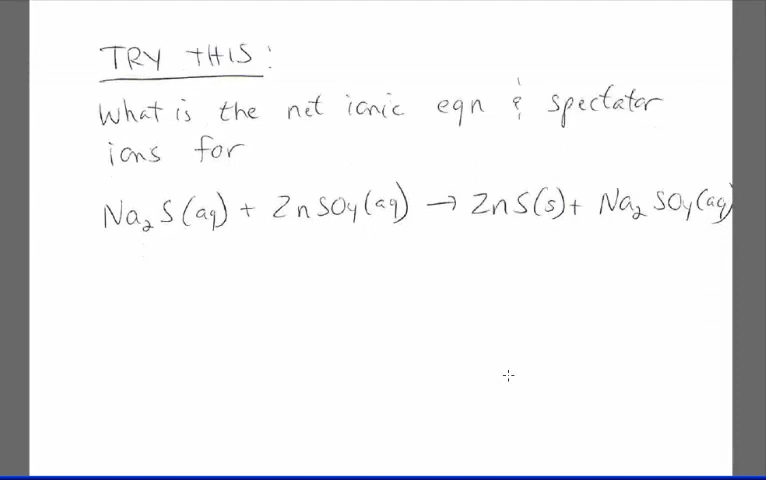 TRY THIS:
What is the net ionic eqn & spectator
ions for
Na₂S(aq) + ZnSO₄(aq) → ZnS(s) + Na₂SO₄(aq)